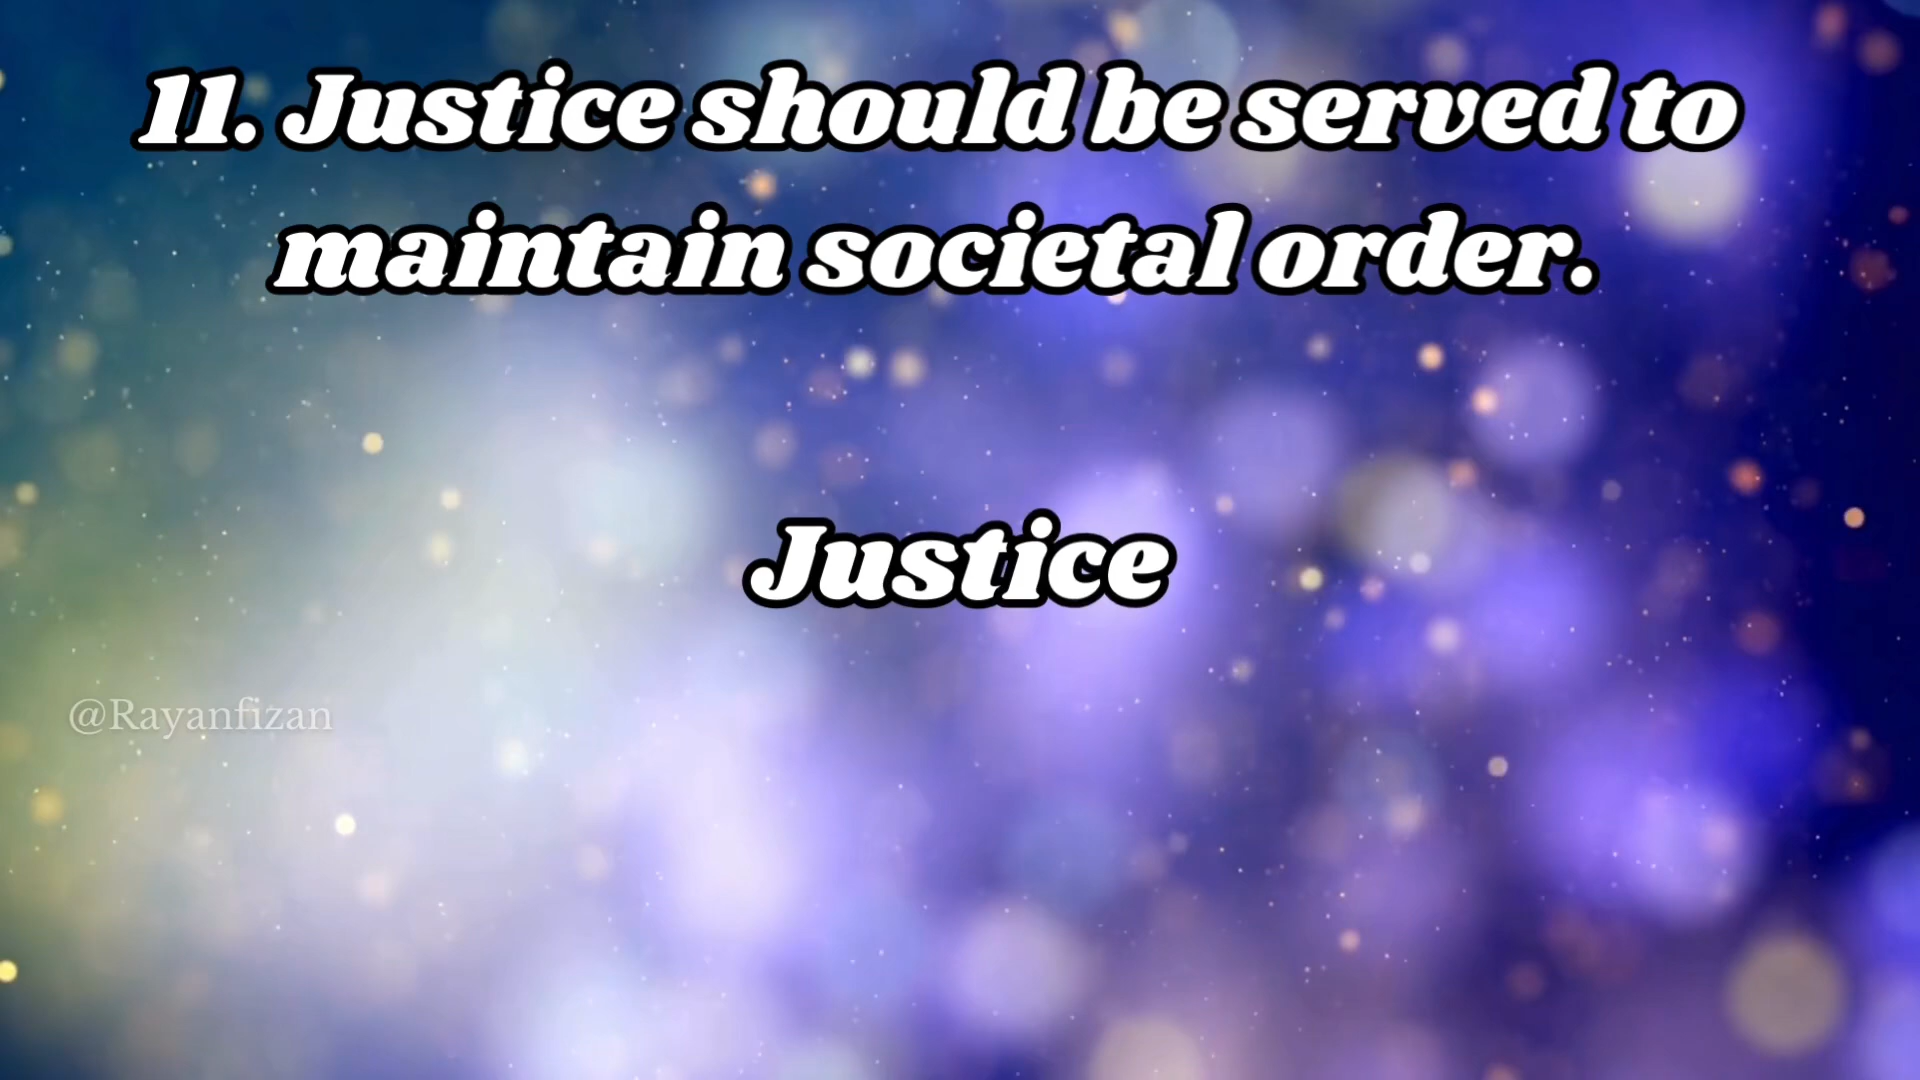 11. Justice should be served to
maintain societal order.
Justice
@Rayanfizan